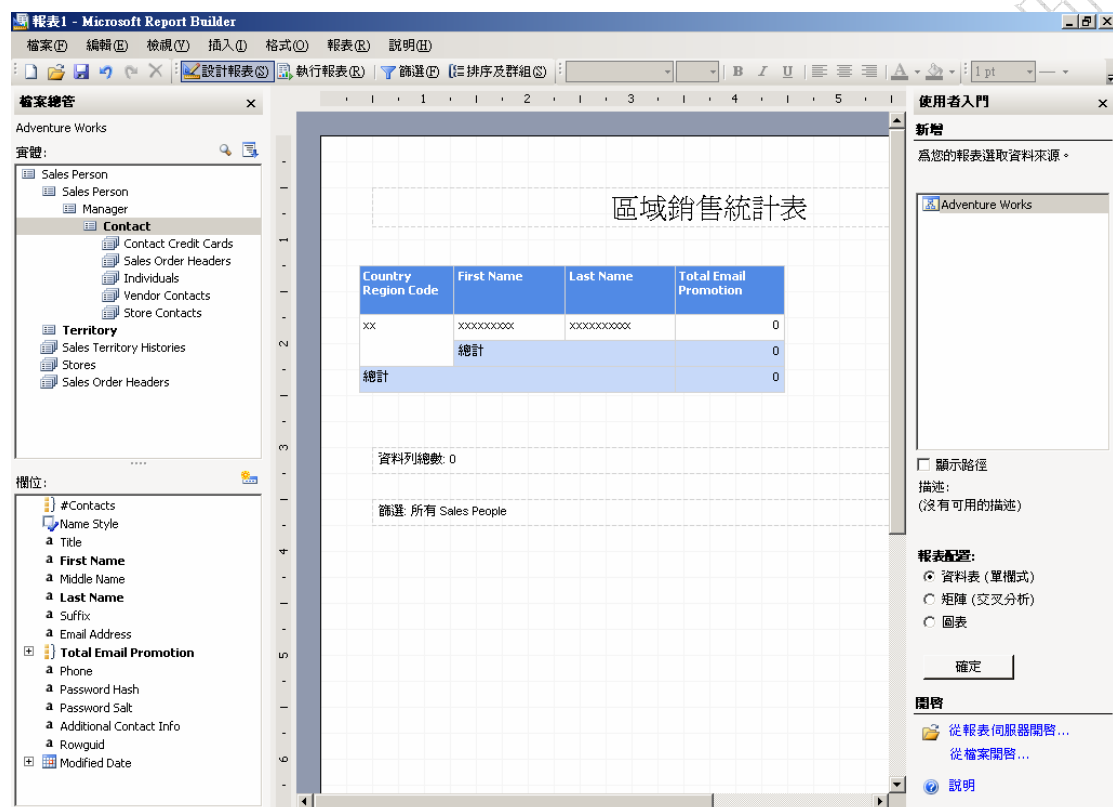 報表1 - Microsoft Report Builder
檔案(F) 編輯(E) 檢視(V) 插入(I) 格式(O) 報表(R) 說明(H)
設計報表(S) 執行報表(R) 篩選(F) 排序及群組(S) B I U A 1 pt
檔案總管
Adventure Works
實體:
Sales Person
Sales Person
Manager
Contact
Contact Credit Cards
Sales Order Headers
Individuals
Vendor Contacts
Store Contacts
Territory
Sales Territory Histories
Stores
Sales Order Headers
欄位:
#Contacts
Name Style
a Title
a First Name
a Middle Name
a Last Name
a Suffix
a Email Address
Total Email Promotion
a Phone
a Password Hash
a Password Salt
a Additional Contact Info
a Rowguid
Modified Date
1 2 3 4 5
2
3
4
5
6
區域銷售統計表
Country Region Code First Name Last Name Total Email Promotion
xx xxxxxxxxx xxxxxxxxxx 0
總計 0
總計 0
資料列總數: 0
篩選: 所有 Sales People
使用者入門
新增
為您的報表選取資料來源。
Adventure Works
顯示路徑
描述:
(沒有可用的描述)
報表配置:
資料表 (單欄式)
矩陣 (交叉分析)
圖表
確定
開啓
從報表伺服器開啓...
從檔案開啓...
說明